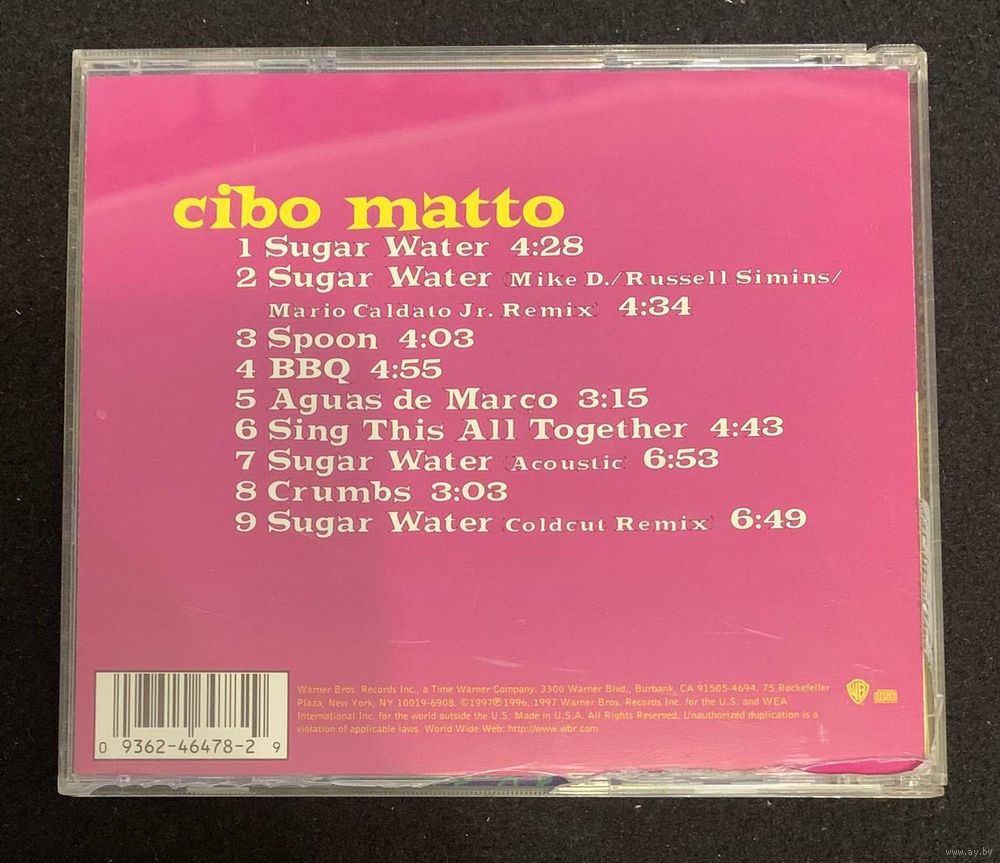 cibo matto
1 Sugar Water 4:28
2 Sugar Water (Mike D./Russell Simins/
Mario Caldato Jr. Remix) 4:34
3 Spoon 4:03
4 BBQ 4:55
5 Aguas de Março 3:15
6 Sing This All Together 4:43
7 Sugar Water (Acoustic) 6:53
8 Crumbs 3:03
9 Sugar Water (Coldcut Remix) 6:49
Warner Bros. Records Inc., a Time Warner Company. 3300 Warner Blvd., Burbank, CA 91505-4694. 75 Rockefeller
Plaza, New York, NY 10019-6908. ©1997℗1996, 1997 Warner Bros. Records Inc. for the U.S. and WEA
International Inc. for the world outside the U.S. Made in U.S.A. All Rights Reserved. Unauthorized duplication is a
violation of applicable laws. World Wide Web: http://www.wbr.com
WB
0 9362-46478-2 9
www.ay.by